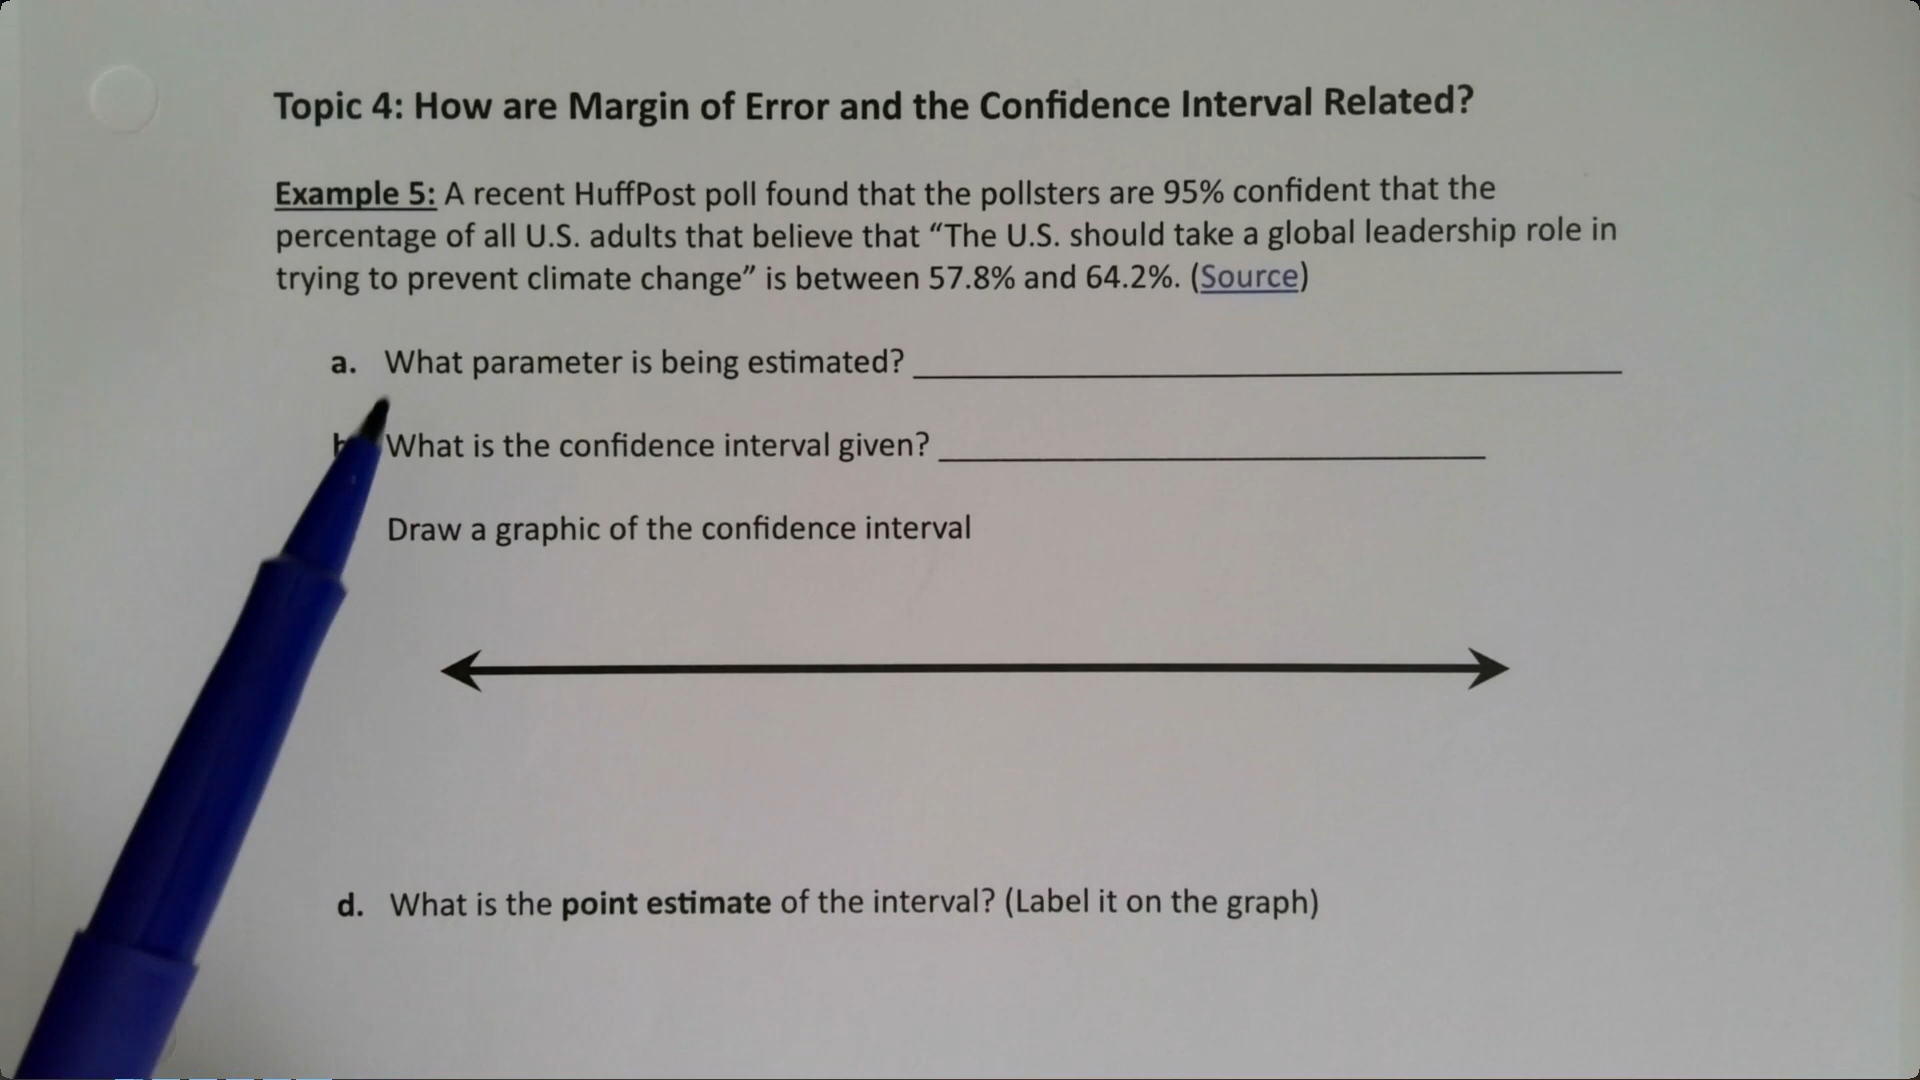 Topic 4: How are Margin of Error and the Confidence Interval Related?
Example 5: A recent HuffPost poll found that the pollsters are 95% confident that the
percentage of all U.S. adults that believe that “The U.S. should take a global leadership role in
trying to prevent climate change” is between 57.8% and 64.2%. (Source)
a. What parameter is being estimated?
What is the confidence interval given?
Draw a graphic of the confidence interval
d. What is the point estimate of the interval? (Label it on the graph)